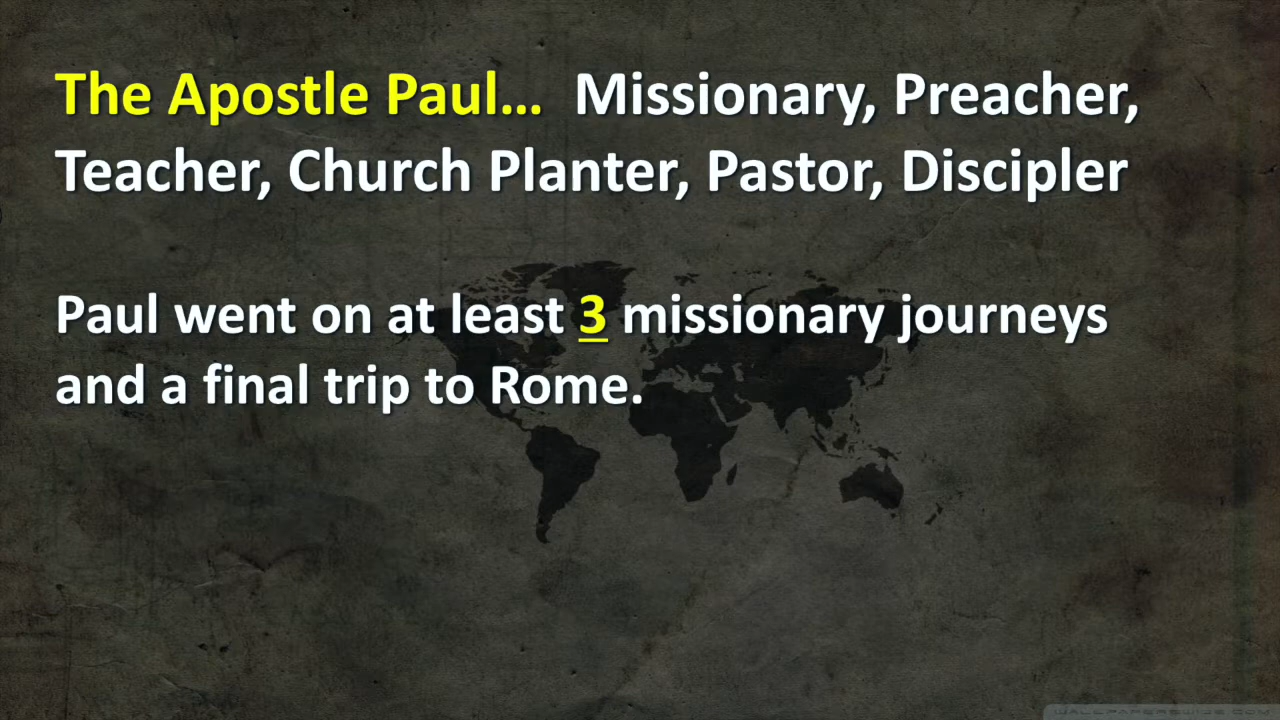 The Apostle Paul… Missionary, Preacher,
Teacher, Church Planter, Pastor, Discipler
Paul went on at least 3 missionary journeys
and a final trip to Rome.